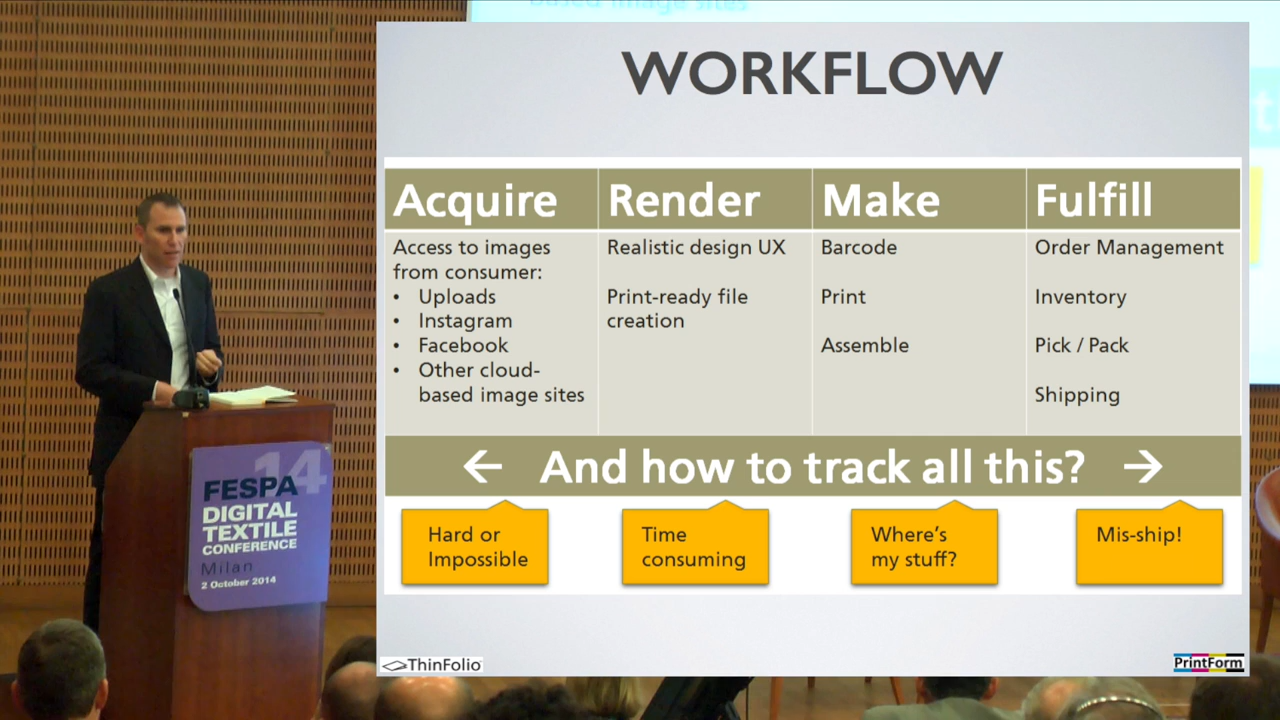 based image sites
WORKFLOW
Acquire
Render
Make
Fulfill
Access to images
from consumer:
• Uploads
• Instagram
• Facebook
• Other cloud-
based image sites
Realistic design UX
Print-ready file
creation
Barcode
Print
Assemble
Order Management
Inventory
Pick / Pack
Shipping
← And how to track all this? →
Hard or
Impossible
Time
consuming
Where's
my stuff?
Mis-ship!
ThinFolio
PrintForm
14
FESPA
DIGITAL
TEXTILE
CONFERENCE
Milan
2 October 2014